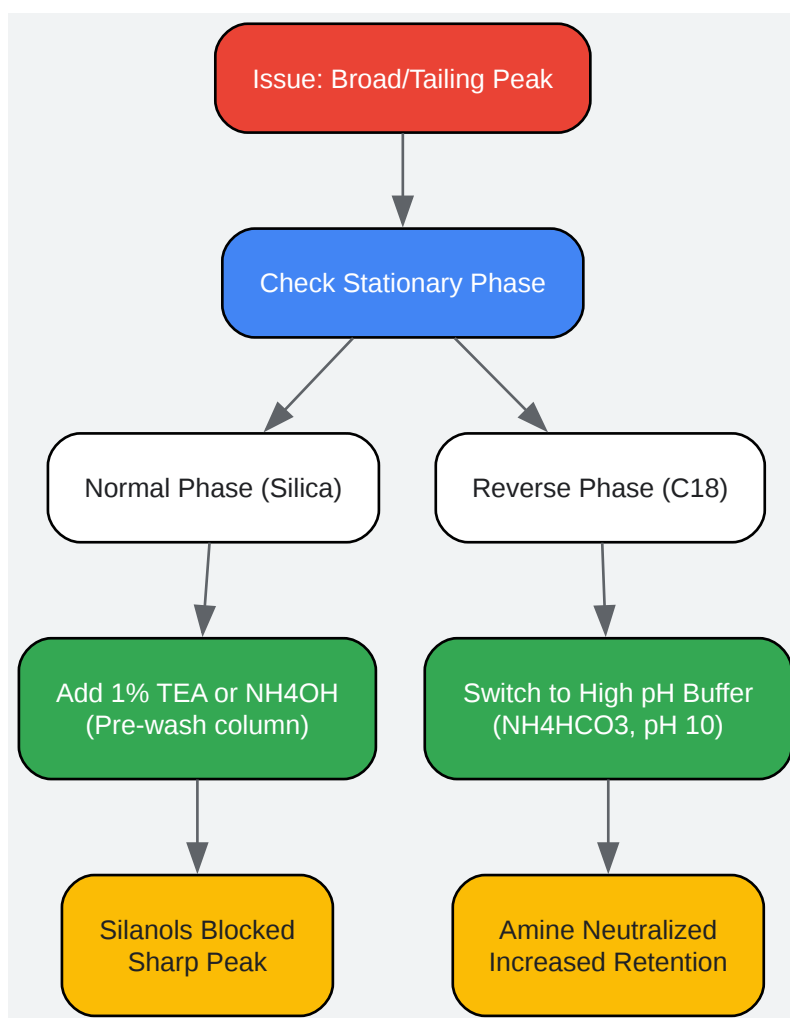 Issue: Broad/Tailing Peak
Check Stationary Phase
Normal Phase (Silica)
Reverse Phase (C18)
Add 1% TEA or NH4OH
(Pre-wash column)
Switch to High pH Buffer
(NH4HCO3, pH 10)
Silanols Blocked
Sharp Peak
Amine Neutralized
Increased Retention